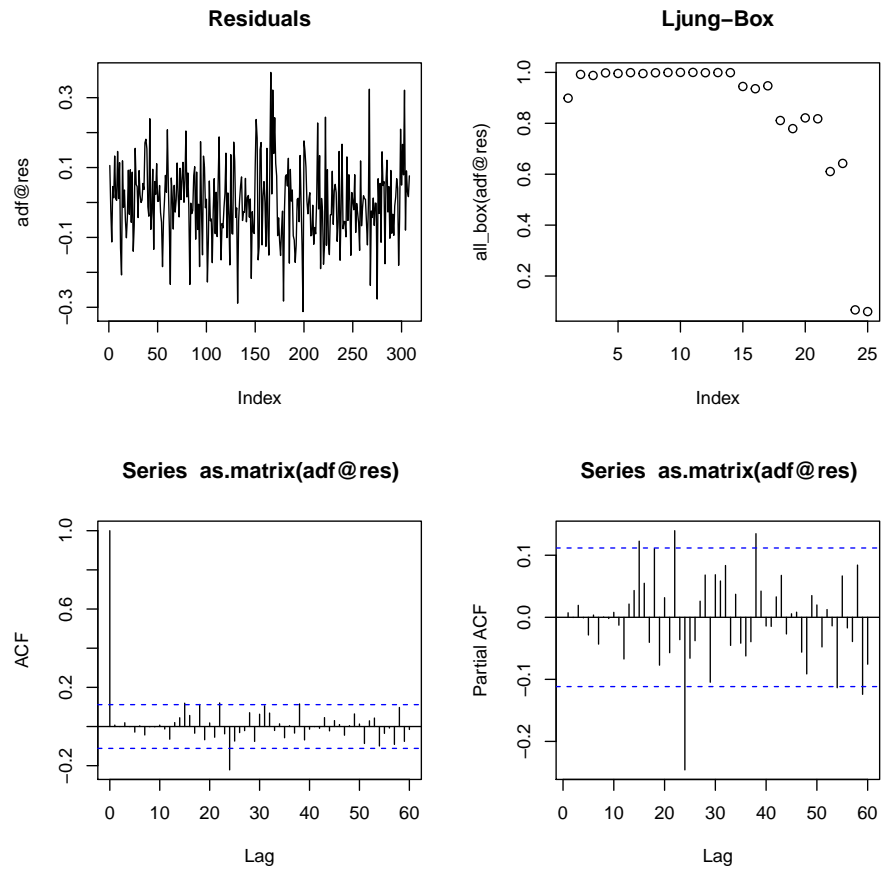 Residuals
adf@res
−0.3
−0.1
0.1
0.3
0 50 100 150 200 250 300
Index
Ljung−Box
all_box(adf@res)
0.2
0.4
0.6
0.8
1.0
5 10 15 20 25
Index
Series as.matrix(adf@res)
ACF
−0.2
0.2
0.6
1.0
0 10 20 30 40 50 60
Lag
Series as.matrix(adf@res)
Partial ACF
−0.2
−0.1
0.0
0.1
0 10 20 30 40 50 60
Lag